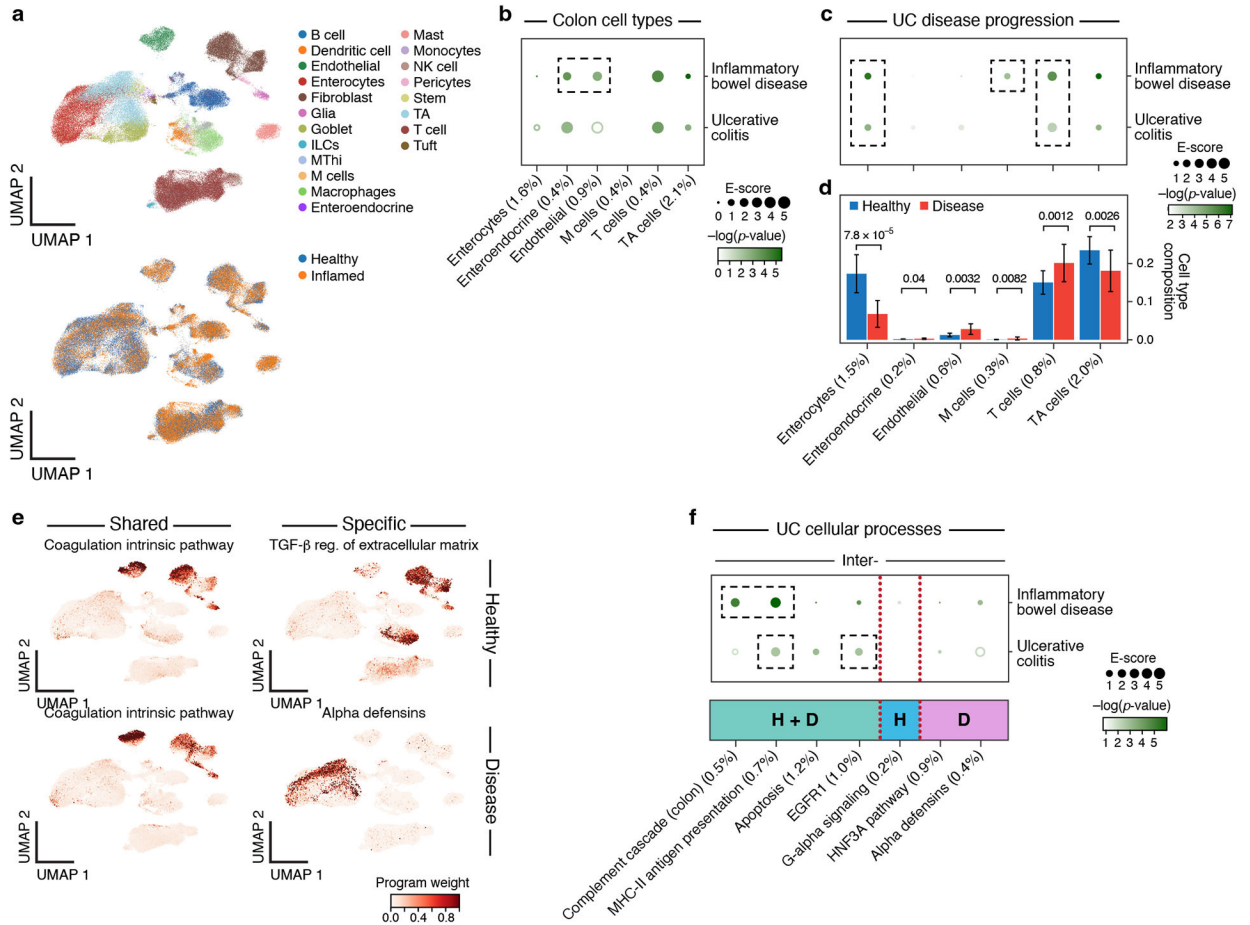 a
B cell
Dendritic cell
Endothelial
Enterocytes
Fibroblast
Glia
Goblet
ILCs
MThi
M cells
Macrophages
Enteroendocrine
Mast
Monocytes
NK cell
Pericytes
Stem
TA
T cell
Tuft
UMAP 2
UMAP 1
Healthy
Inflamed
UMAP 2
UMAP 1
b
Colon cell types
Inflammatory
bowel disease
Ulcerative
colitis
Enterocytes (1.6%)
Enteroendocrine (0.4%)
Endothelial (0.9%)
M cells (0.4%)
T cells (0.4%)
TA cells (2.1%)
E-score
0 1 2 3 4 5
–log(p-value)
0 1 2 3 4 5
c
UC disease progression
Inflammatory
bowel disease
Ulcerative
colitis
E-score
1 2 3 4 5
–log(p-value)
2 3 4 5 6 7
d
Healthy
Disease
7.8 × 10⁻⁵
0.04
0.0032
0.0082
0.0012
0.0026
0.2
0.1
0.0
Cell type
composition
Enterocytes (1.5%)
Enteroendocrine (0.2%)
Endothelial (0.6%)
M cells (0.3%)
T cells (0.8%)
TA cells (2.0%)
e
Shared
Specific
Coagulation intrinsic pathway
TGF-β reg. of extracellular matrix
UMAP 2
UMAP 1
UMAP 2
UMAP 1
Healthy
Coagulation intrinsic pathway
Alpha defensins
UMAP 2
UMAP 1
UMAP 2
UMAP 1
Disease
Program weight
0.0 0.4 0.8
f
UC cellular processes
Inter-
Inflammatory
bowel disease
Ulcerative
colitis
E-score
1 2 3 4 5
–log(p-value)
1 2 3 4 5
H + D
H
D
Complement cascade (colon) (0.5%)
MHC-II antigen presentation (0.7%)
Apoptosis (1.2%)
EGFR1 (1.0%)
G-alpha signaling (0.2%)
HNF3A pathway (0.9%)
Alpha defensins (0.4%)